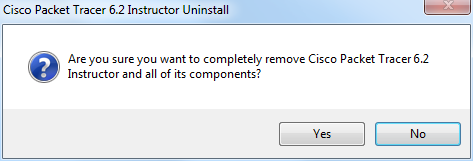 Cisco Packet Tracer 6.2 Instructor Uninstall
Are you sure you want to completely remove Cisco Packet Tracer 6.2
Instructor and all of its components?
Yes
No